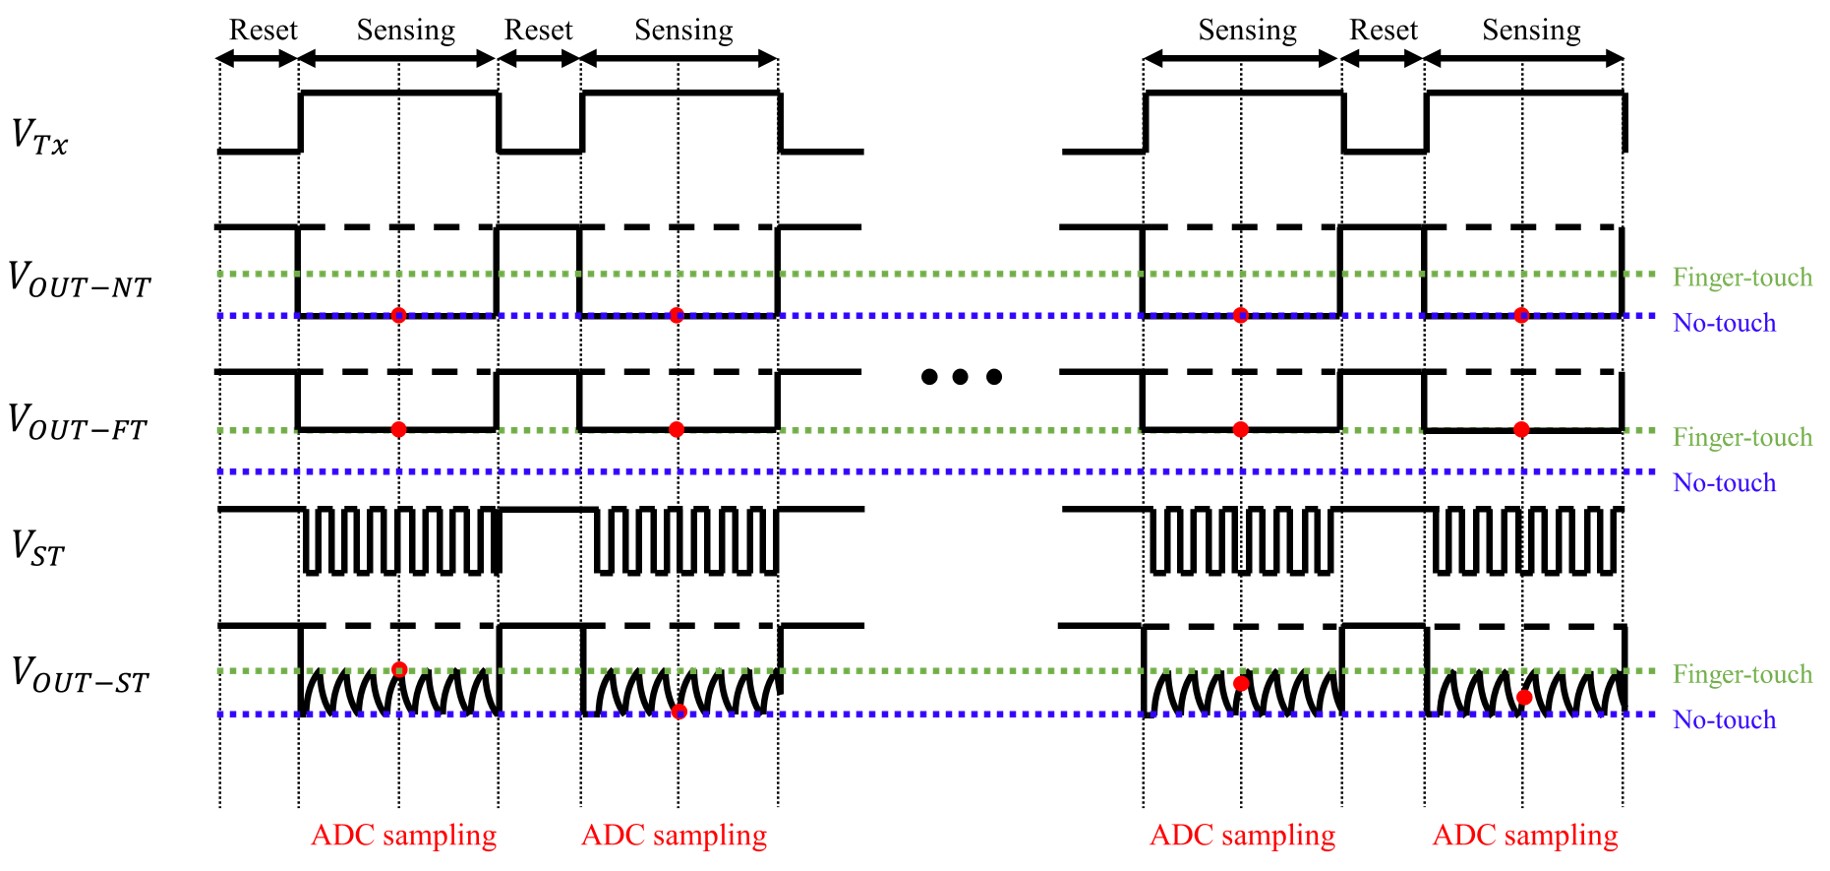 Reset Sensing Reset Sensing Sensing Reset Sensing
V_{Tx}
V_{OUT-NT}
Finger-touch
No-touch
V_{OUT-FT}
Finger-touch
No-touch
V_{ST}
V_{OUT-ST}
Finger-touch
No-touch
ADC sampling ADC sampling ADC sampling ADC sampling